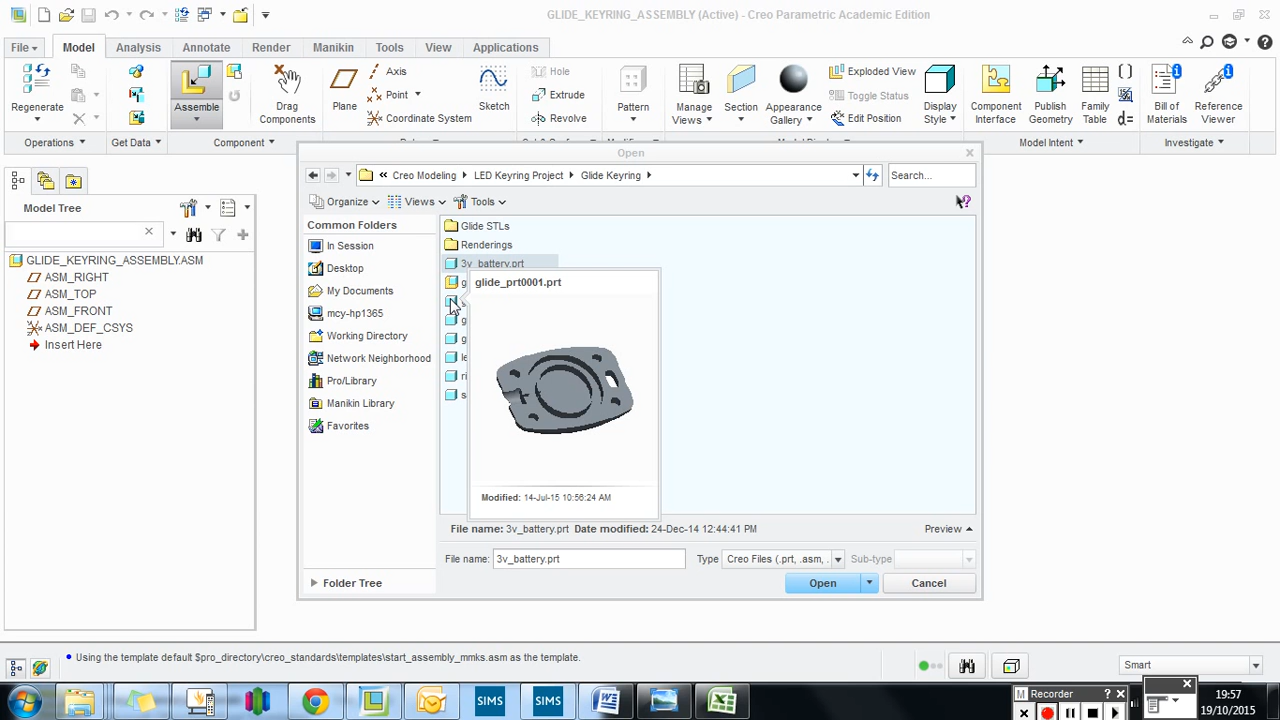 GLIDE_KEYRING_ASSEMBLY (Active) - Creo Parametric Academic Edition
File Model Analysis Annotate Render Manikin Tools View Applications
Regenerate
Assemble
Drag Components
Plane
Axis
Point
Coordinate System
Sketch
Hole
Extrude
Revolve
Pattern
Manage Views
Section
Appearance Gallery
Exploded View
Toggle Status
Edit Position
Display Style
Component Interface
Publish Geometry
Family Table
d=
Bill of Materials
Reference Viewer
Operations Get Data Component Model Intent Investigate
Open
Model Tree
GLIDE_KEYRING_ASSEMBLY.ASM
ASM_RIGHT
ASM_TOP
ASM_FRONT
ASM_DEF_CSYS
Insert Here
Creo Modeling LED Keyring Project Glide Keyring Search...
Organize Views Tools
Common Folders
In Session
Desktop
My Documents
mcy-hp1365
Working Directory
Network Neighborhood
Pro/Library
Manikin Library
Favorites
Folder Tree
Glide STLs
Renderings
3v_battery.prt
g
g
g
le
ri
s
glide_prt0001.prt
Modified: 14-Jul-15 10:56:24 AM
File name: 3v_battery.prt Date modified: 24-Dec-14 12:44:41 PM Preview
File name: 3v_battery.prt Type Creo Files (.prt, .asm, . Sub-type
Open Cancel
Using the template default $pro_directory\creo_standards\templates\start_assembly_mmks.asm as the template.
Smart
SIMS SIMS
M Recorder ?
19:57
19/10/2015